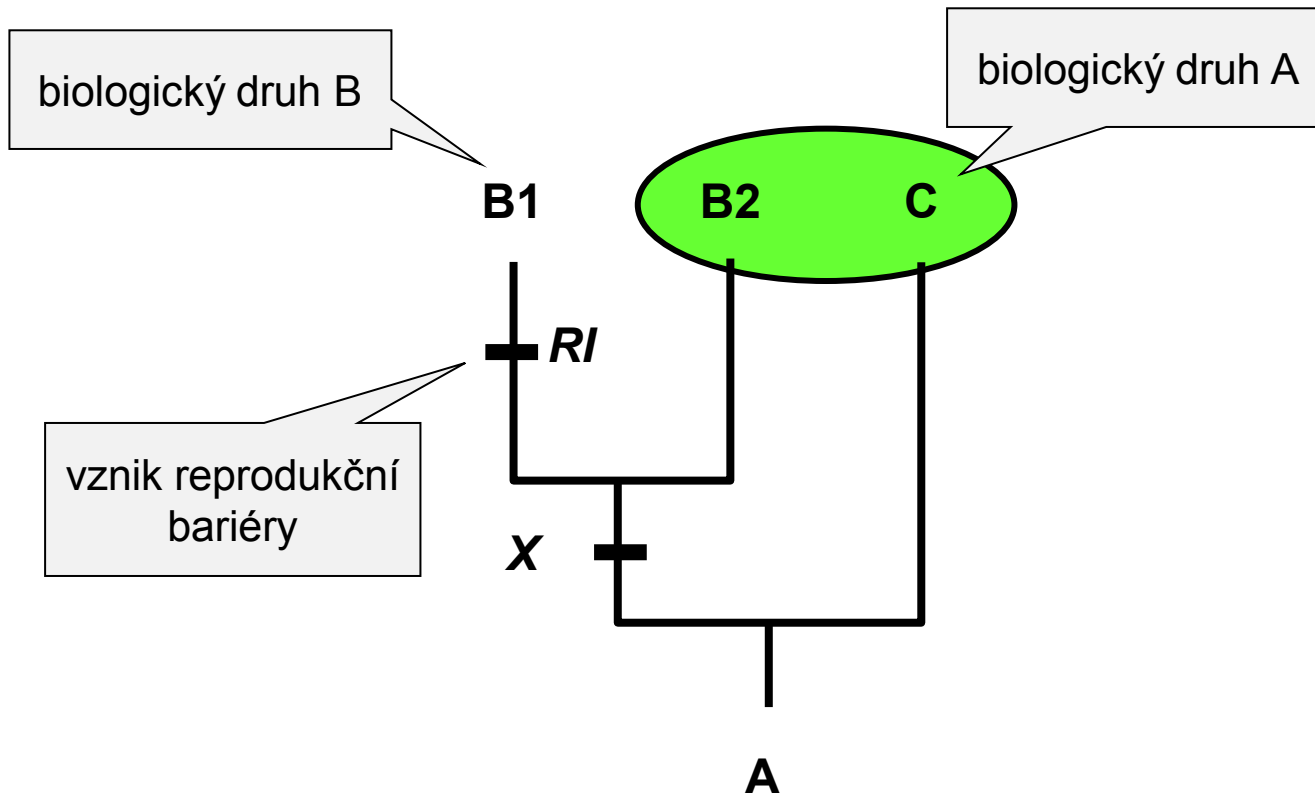 biologický druh B
biologický druh A
B1
B2
C
RI
vznik reprodukční
bariéry
X
A